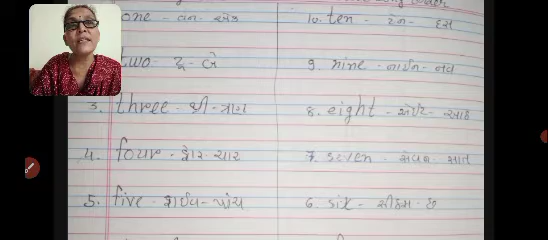 one - વન - એક
two - ટૂ - બે
3. three - થ્રી - ત્રણ
4. four - ફોર - ચાર
5. five - ફાઈવ - પાંચ
10. ten - ટેન - દસ
9. nine - નાઈન - નવ
8. eight - એઈટ - આઠ
7. seven - સેવન - સાત
6. six - સીક્સ - છ